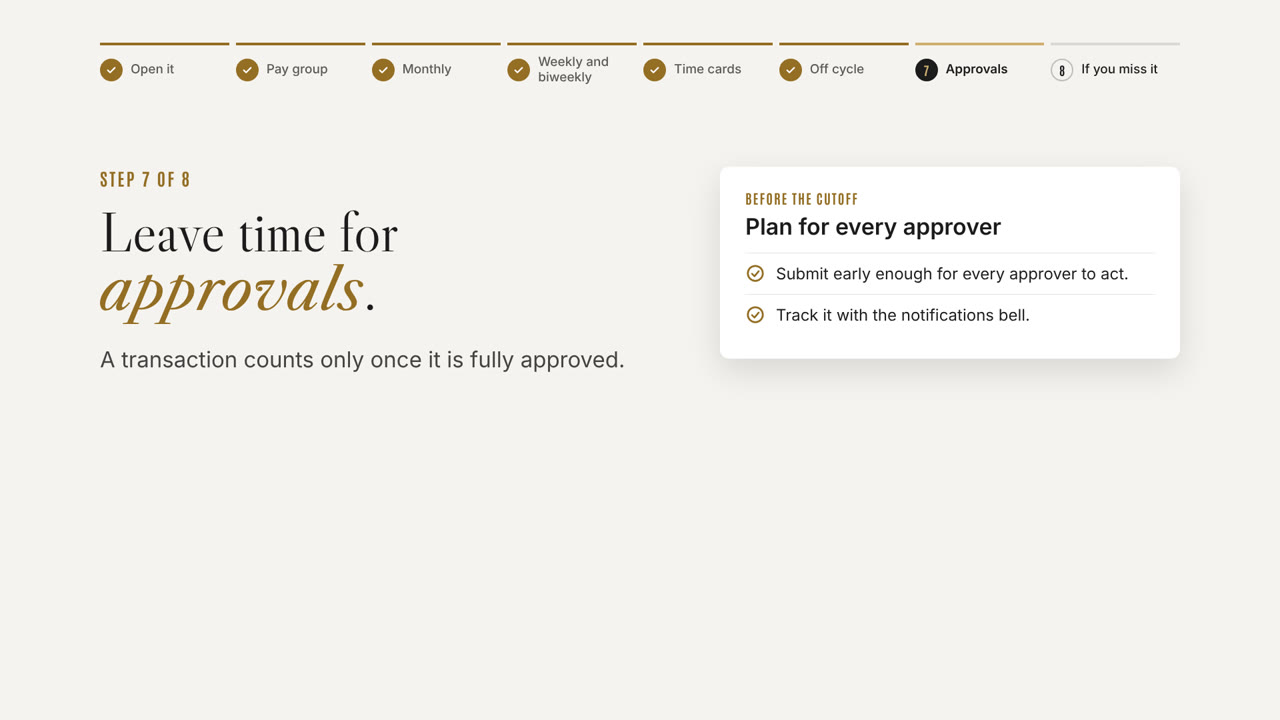 Open it
Pay group
Monthly
Weekly and
biweekly
Time cards
Off cycle
7 Approvals
8 If you miss it
STEP 7 OF 8
Leave time for
approvals.
A transaction counts only once it is fully approved.
BEFORE THE CUTOFF
Plan for every approver
Submit early enough for every approver to act.
Track it with the notifications bell.